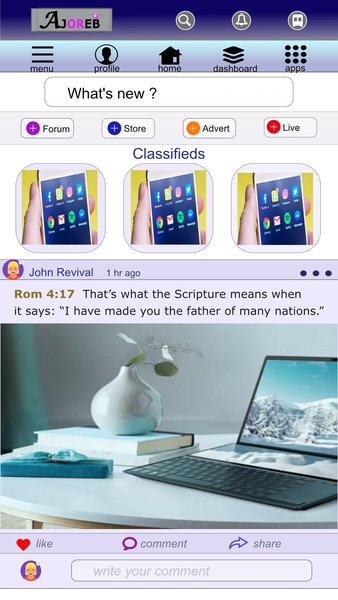 AJOREB
menu profile home dashboard apps
What's new ?
Forum Store Advert Live
Classifieds
John Revival 1 hr ago
Rom 4:17 That's what the Scripture means when
it says: “I have made you the father of many nations.”
like comment share
write your comment